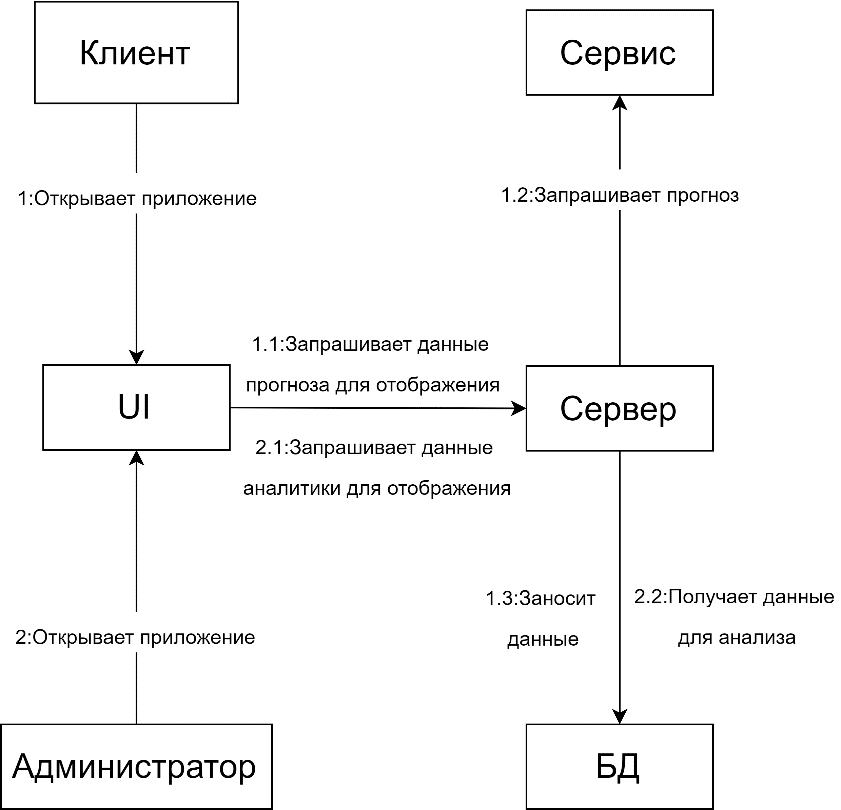 Клиент
Сервис
1:Открывает приложение
1.2:Запрашивает прогноз
1.1:Запрашивает данные
прогноза для отображения
UI
Сервер
2.1:Запрашивает данные
аналитики для отображения
1.3:Заносит
данные
2.2:Получает данные
для анализа
2:Открывает приложение
Администратор
БД